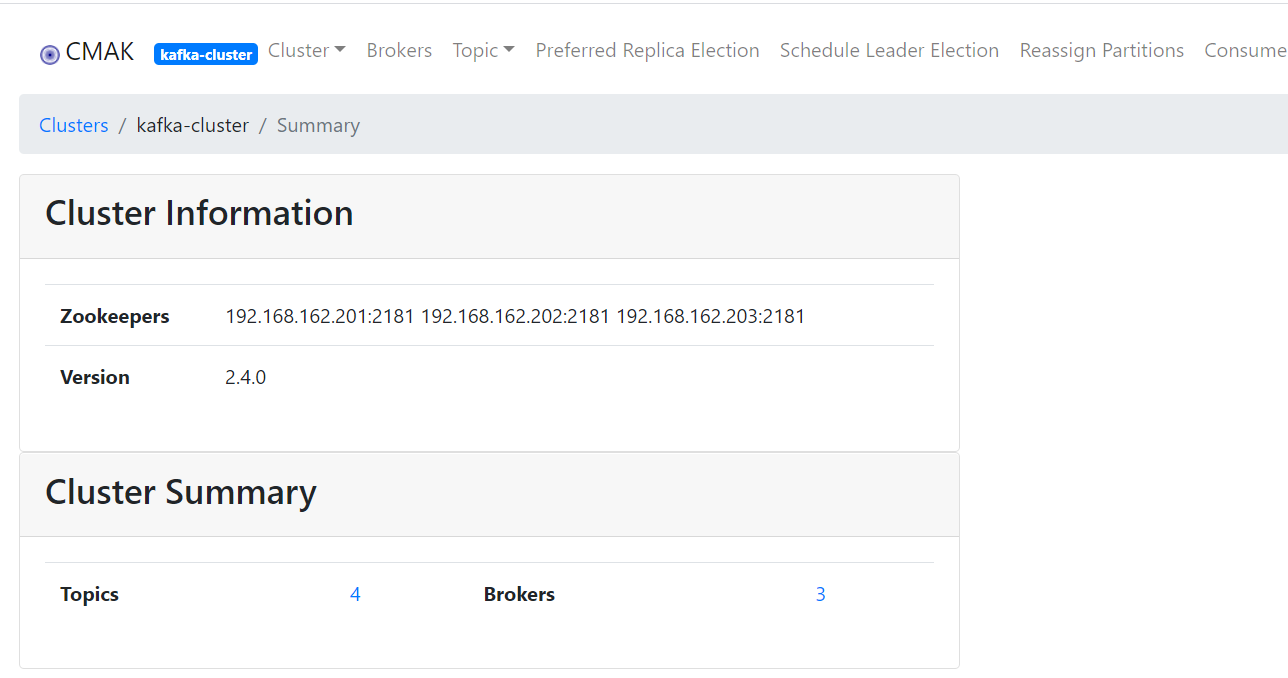 CMAK kafka-cluster Cluster Brokers Topic Preferred Replica Election Schedule Leader Election Reassign Partitions Consume
Clusters / kafka-cluster / Summary
Cluster Information
Zookeepers 192.168.162.201:2181 192.168.162.202:2181 192.168.162.203:2181
Version 2.4.0
Cluster Summary
Topics 4 Brokers 3